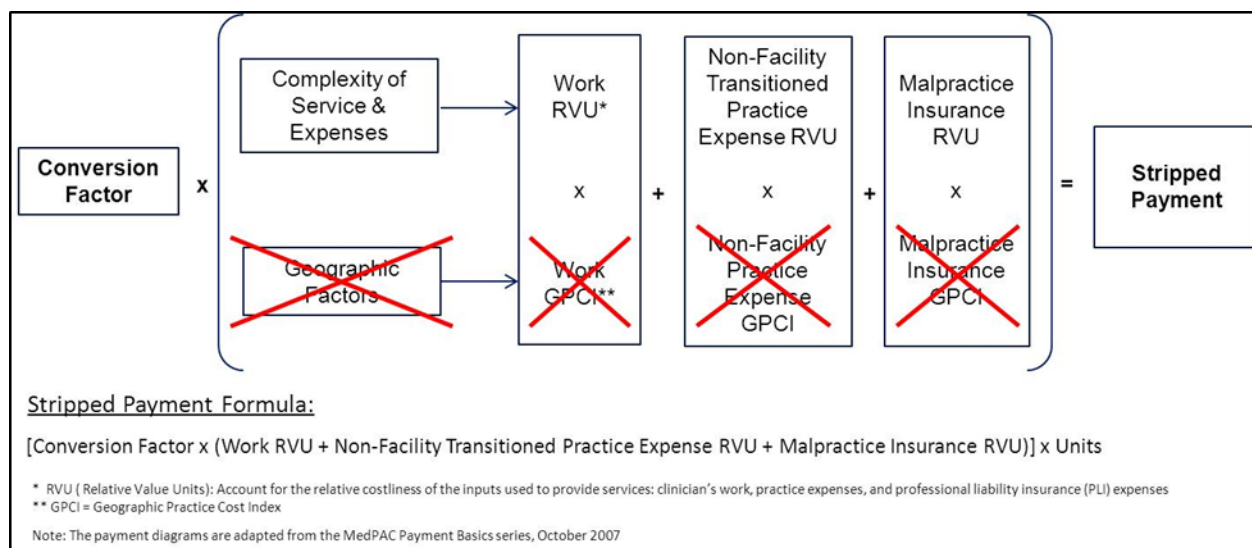 Conversion
Factor
x
Complexity of
Service &
Expenses
Geographic
Factors
Work
RVU*
x
Work
GPCI**
+
Non-Facility
Transitioned
Practice
Expense RVU
x
Non-Facility
Practice
Expense
GPCI
+
Malpractice
Insurance
RVU
x
Malpractice
Insurance
GPCI
=
Stripped
Payment
Stripped Payment Formula:
[Conversion Factor x (Work RVU + Non-Facility Transitioned Practice Expense RVU + Malpractice Insurance RVU)] x Units
* RVU ( Relative Value Units): Account for the relative costliness of the inputs used to provide services: clinician's work, practice expenses, and professional liability insurance (PLI) expenses
** GPCI = Geographic Practice Cost Index
Note: The payment diagrams are adapted from the MedPAC Payment Basics series, October 2007